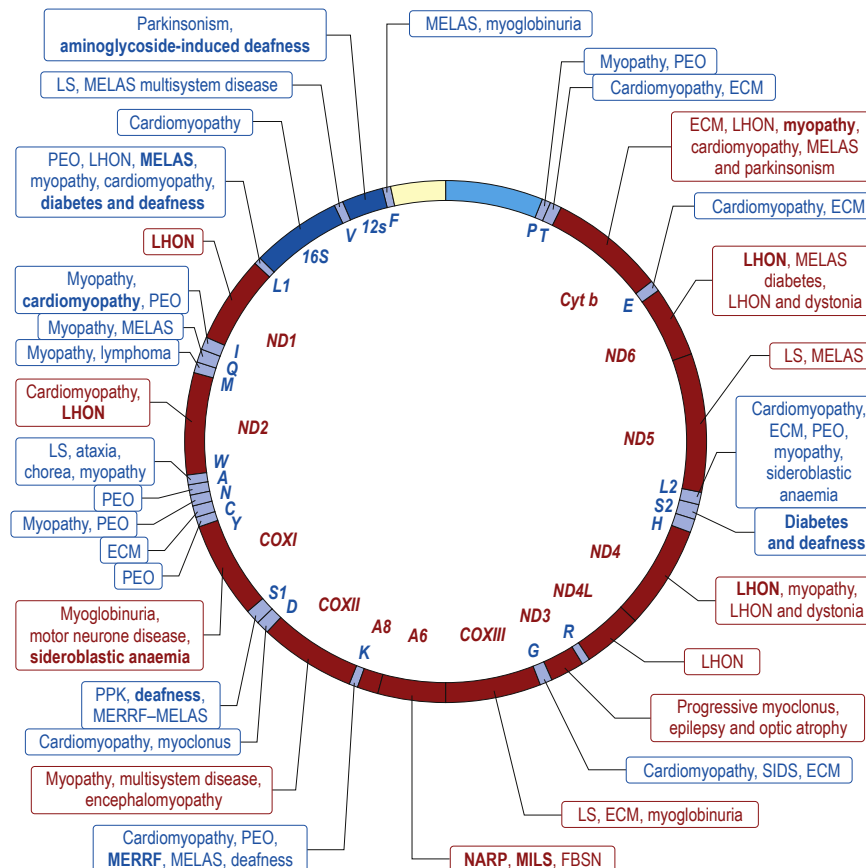 Parkinsonism,
aminoglycoside-induced deafness
MELAS, myoglobinuria
LS, MELAS multisystem disease
Myopathy, PEO
Cardiomyopathy, ECM
Cardiomyopathy
ECM, LHON, myopathy,
cardiomyopathy, MELAS
and parkinsonism
PEO, LHON, MELAS,
myopathy, cardiomyopathy,
diabetes and deafness
Cardiomyopathy, ECM
LHON
LHON, MELAS
diabetes,
LHON and dystonia
Myopathy,
cardiomyopathy, PEO
Myopathy, MELAS
Myopathy, lymphoma
LS, MELAS
Cardiomyopathy,
LHON
Cardiomyopathy,
ECM, PEO,
myopathy,
sideroblastic
anaemia
LS, ataxia,
chorea, myopathy
PEO
Myopathy, PEO
ECM
PEO
Diabetes
and deafness
Myoglobinuria,
motor neurone disease,
sideroblastic anaemia
LHON, myopathy,
LHON and dystonia
LHON
PPK, deafness,
MERRF–MELAS
Cardiomyopathy, myoclonus
Progressive myoclonus,
epilepsy and optic atrophy
Myopathy, multisystem disease,
encephalomyopathy
Cardiomyopathy, SIDS, ECM
LS, ECM, myoglobinuria
Cardiomyopathy, PEO,
MERRF, MELAS, deafness
NARP, MILS, FBSN
F
12s
V
16S
L1
ND1
I
Q
M
ND2
W
A
N
C
Y
COXI
S1
D
COXII
K
A8
A6
COXIII
G
ND3
R
ND4L
ND4
H
S2
L2
ND5
ND6
E
Cyt b
T
P